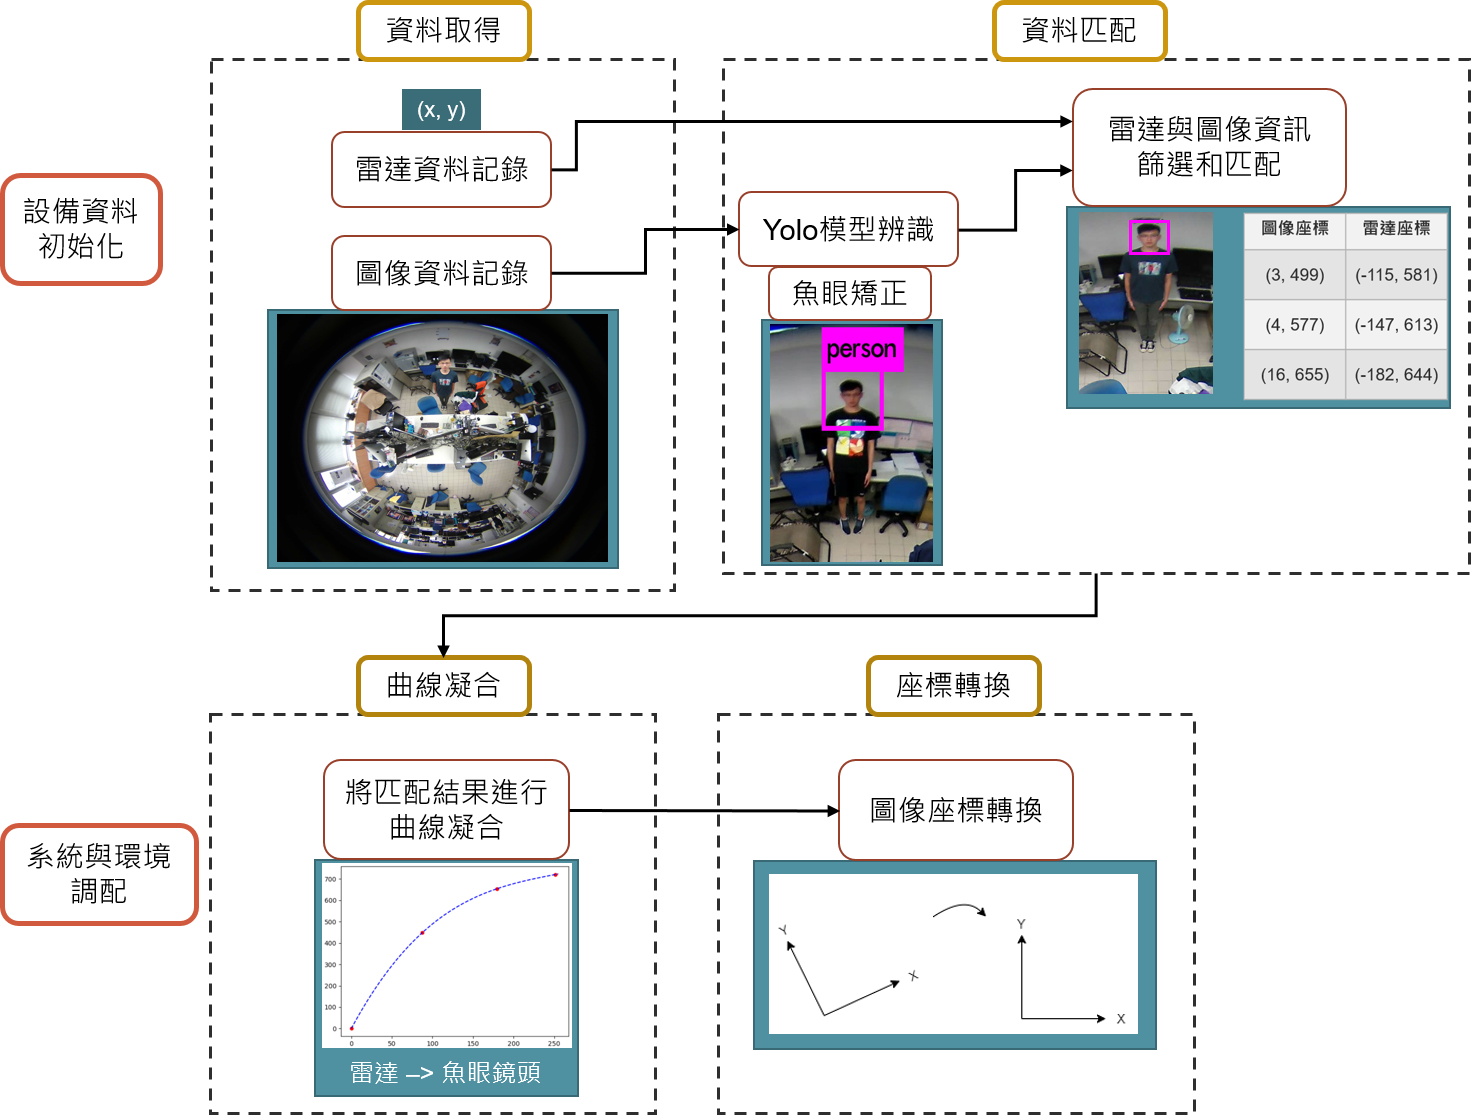 資料取得
資料匹配
(x, y)
雷達資料記錄
雷達與圖像資訊
篩選和匹配
設備資料
初始化
圖像資料記錄
Yolo模型辨識
魚眼矯正
person
圖像座標 雷達座標
(3, 499) (-115, 581)
(4, 577) (-147, 613)
(16, 655) (-182, 644)
曲線凝合
座標轉換
系統與環境
調配
將匹配結果進行
曲線凝合
圖像座標轉換
700
600
500
400
300
200
100
0
0 50 100 150 200 250
雷達 –> 魚眼鏡頭
Y
X
Y
X